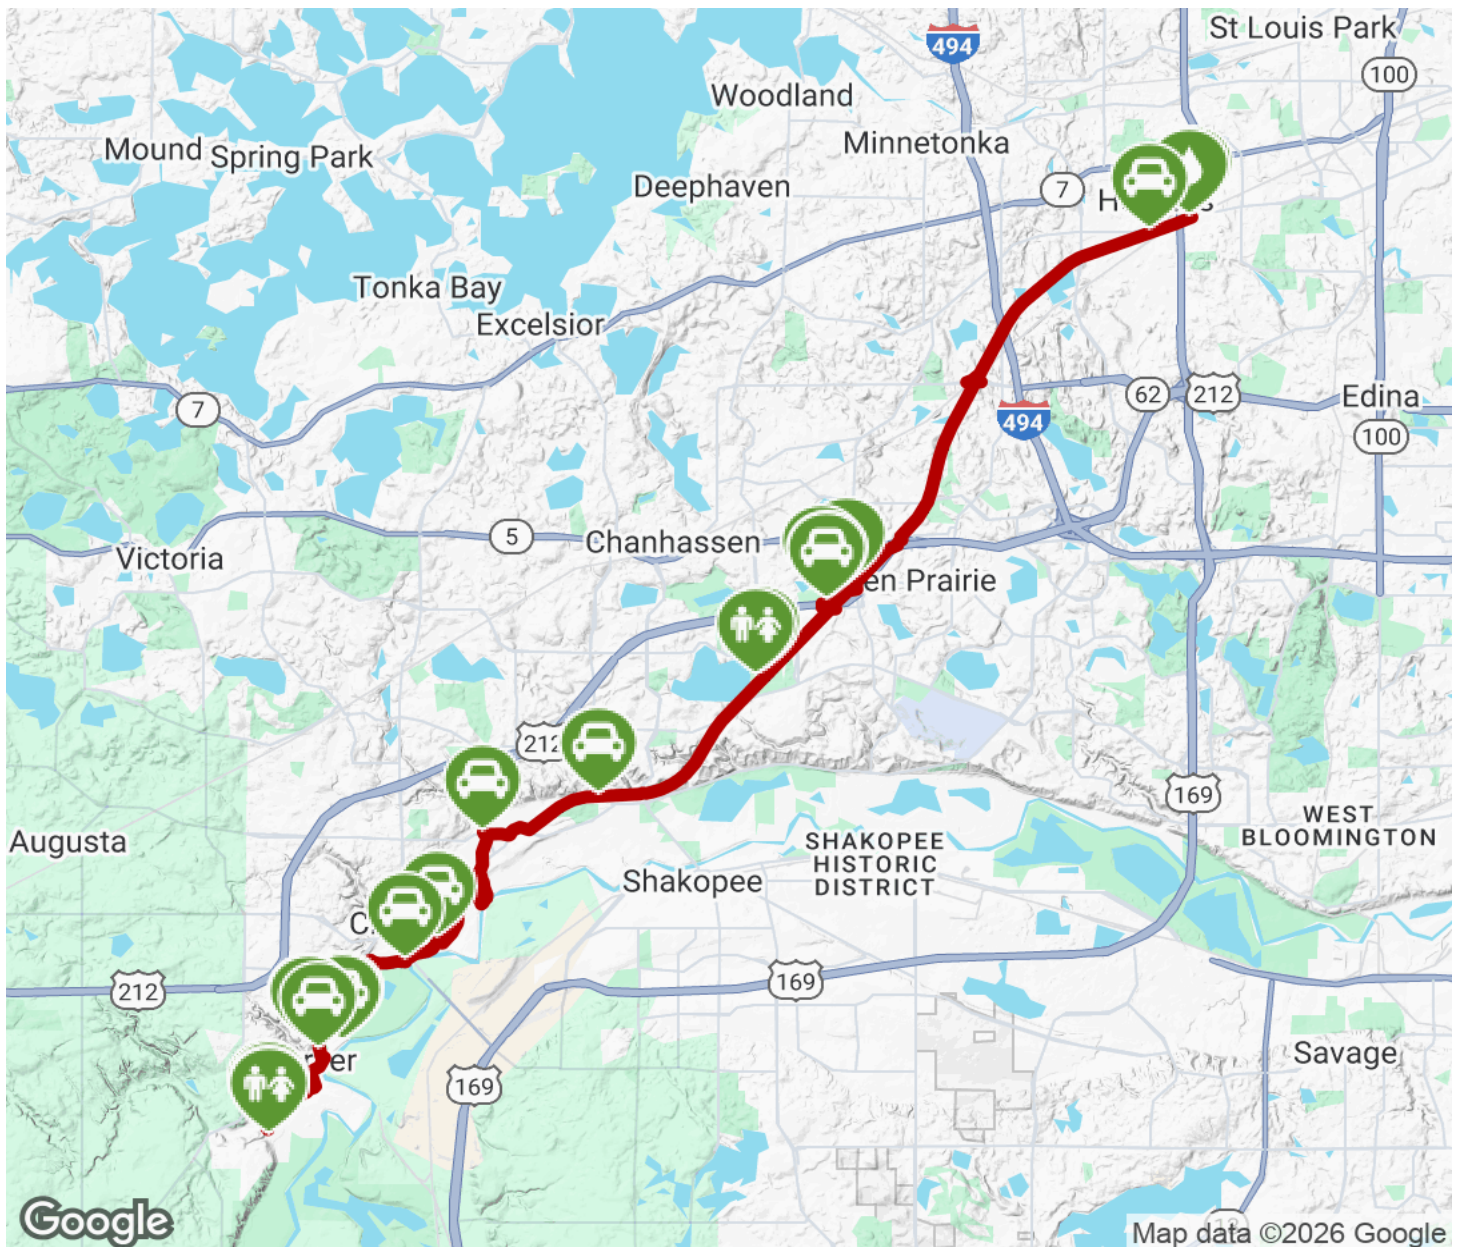 St Louis Park
494
100
Woodland
Minnetonka
Mound
Spring Park
Deephaven
7
Tonka Bay
Excelsior
7
62
212
Edina
494
100
5
Chanhassen
Victoria
en Prairie
212
169
WEST
BLOOMINGTON
Augusta
SHAKOPEE
HISTORIC
DISTRICT
Shakopee
C
212
169
Savage
er
169
Google
Map data ©2026 Google